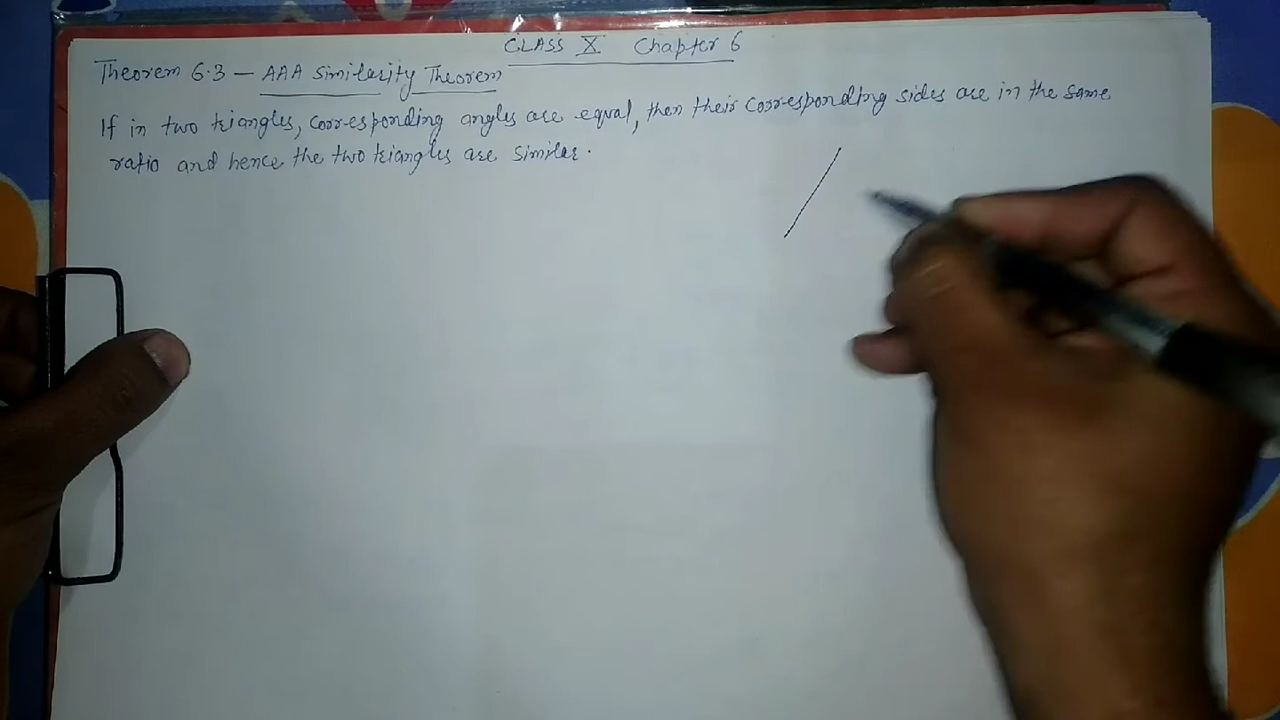 CLASS X Chapter 6
Theorem 6.3 — AAA Similarity Theorem
If in two triangles, corresponding angles are equal, then their corresponding sides are in the same
ratio and hence the two triangles are similar.